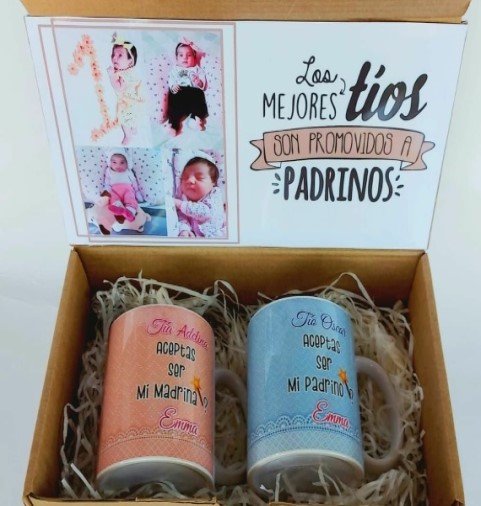 Los
MEJORES tíos
SON PROMOVIDOS A
PADRINOS
Tía Adelina
Aceptas
Ser
Mi Madrina?
Emma
Tío Oscar
Aceptas
Ser
Mi Padrino?
Emma